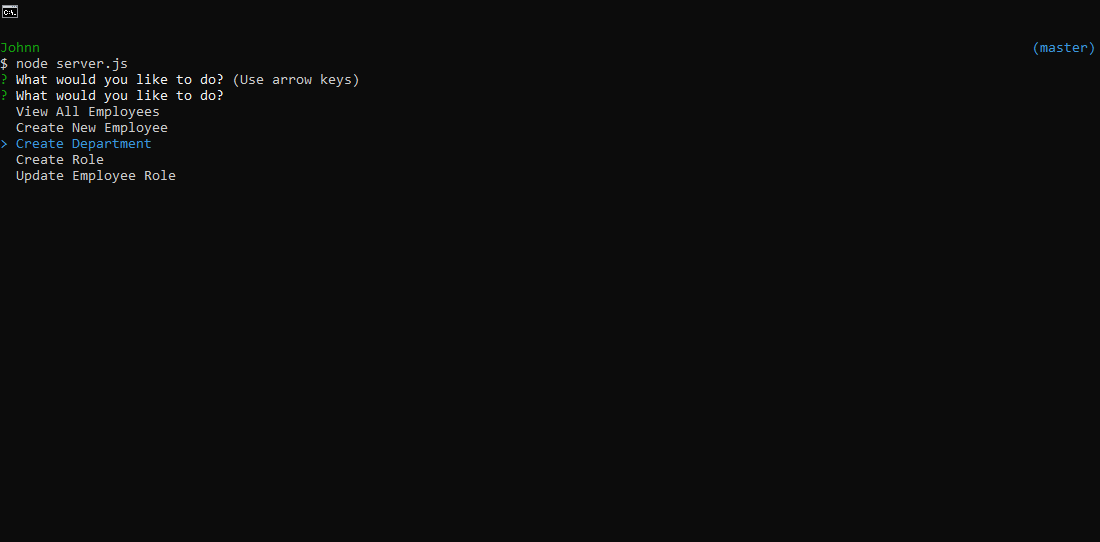 C:\.
Johnn (master)
$ node server.js
? What would you like to do? (Use arrow keys)
? What would you like to do?
View All Employees
Create New Employee
> Create Department
Create Role
Update Employee Role